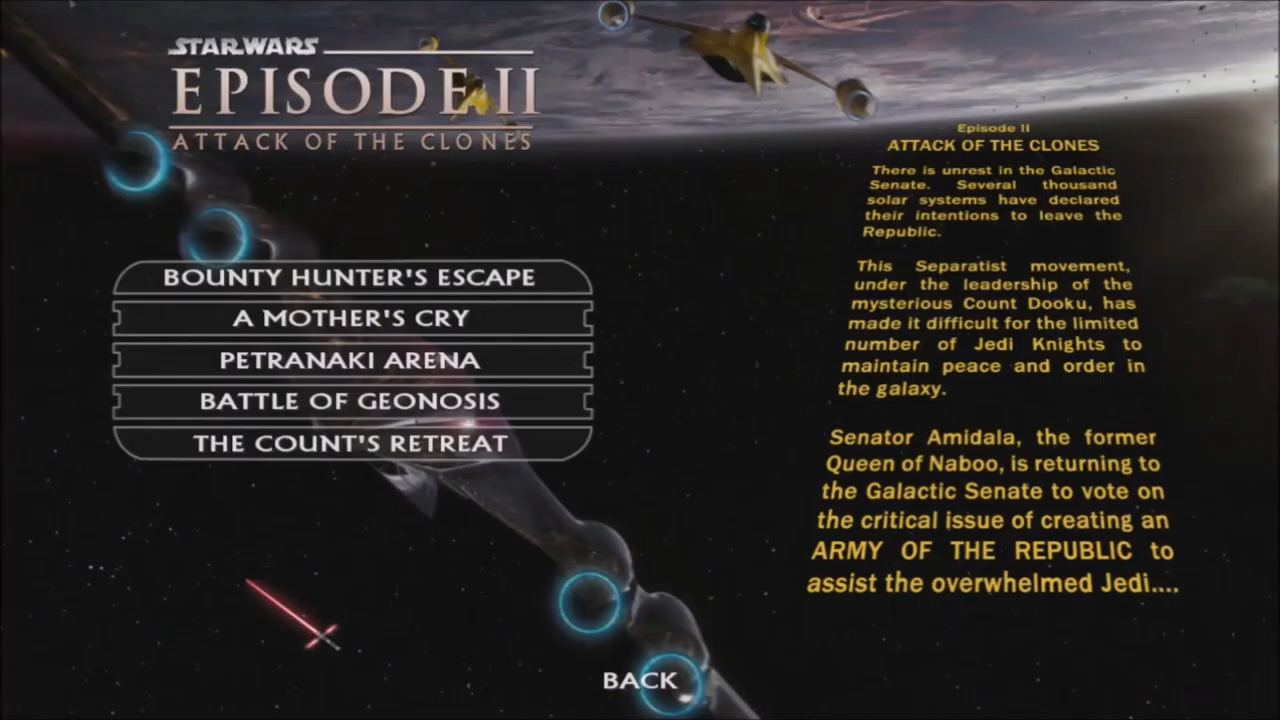 STAR WARS
EPISODE II
ATTACK OF THE CLONES
BOUNTY HUNTER'S ESCAPE
A MOTHER'S CRY
PETRANAKI ARENA
BATTLE OF GEONOSIS
THE COUNT'S RETREAT
Episode II
ATTACK OF THE CLONES
There is unrest in the Galactic
Senate. Several thousand
solar systems have declared
their intentions to leave the
Republic.
This Separatist movement,
under the leadership of the
mysterious Count Dooku, has
made it difficult for the limited
number of Jedi Knights to
maintain peace and order in
the galaxy.
Senator Amidala, the former
Queen of Naboo, is returning to
the Galactic Senate to vote on
the critical issue of creating an
ARMY OF THE REPUBLIC to
assist the overwhelmed Jedi....
BACK